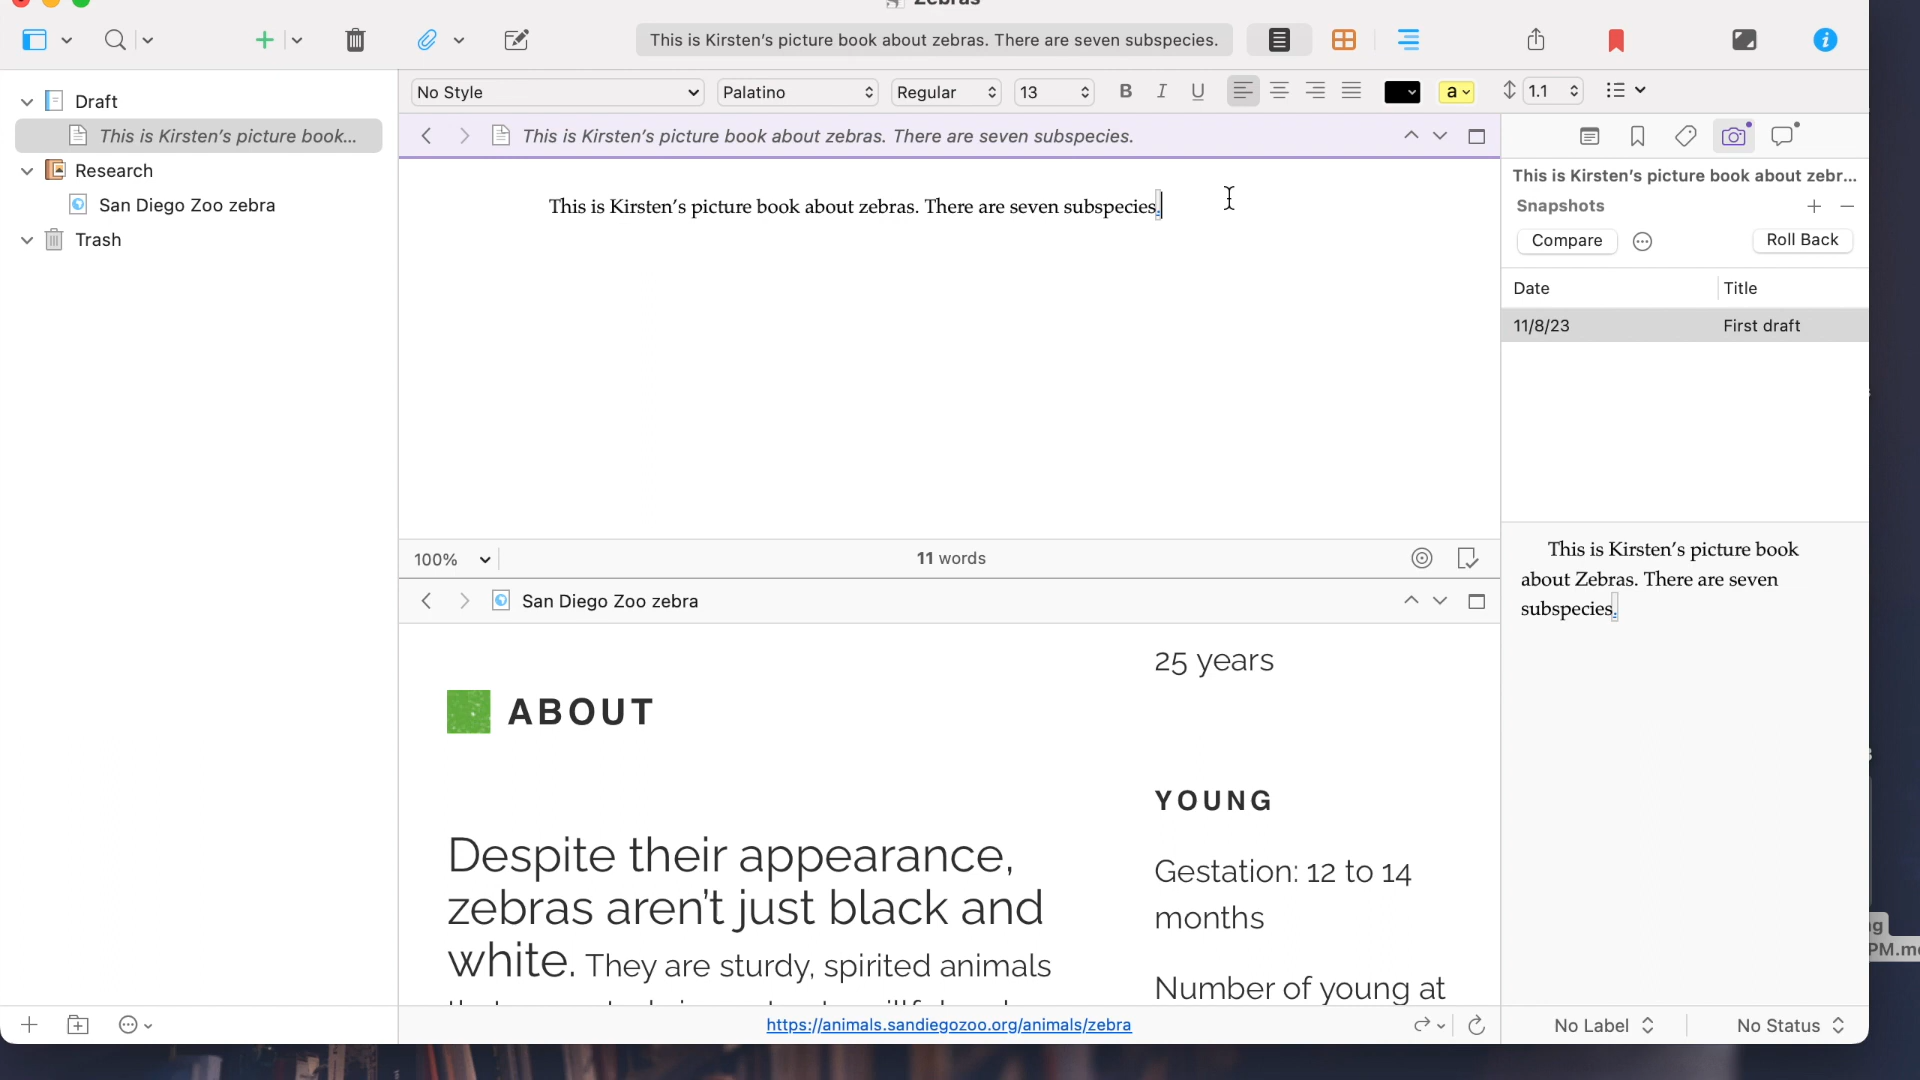 This is Kirsten's picture book about zebras. There are seven subspecies.
Draft
This is Kirsten's picture book...
Research
San Diego Zoo zebra
Trash
No Style
Palatino
Regular
13
B I U
a
1.1
This is Kirsten's picture book about zebras. There are seven subspecies.
This is Kirsten's picture book about zebras. There are seven subspecies.
100%
11 words
San Diego Zoo zebra
ABOUT
Despite their appearance,
zebras aren't just black and
white. They are sturdy, spirited animals
25 years
YOUNG
Gestation: 12 to 14
months
Number of young at
https://animals.sandiegozoo.org/animals/zebra
This is Kirsten's picture book about zebr...
Snapshots
Compare
Roll Back
Date Title
11/8/23 First draft
This is Kirsten's picture book
about Zebras. There are seven
subspecies.
No Label
No Status
PM.m